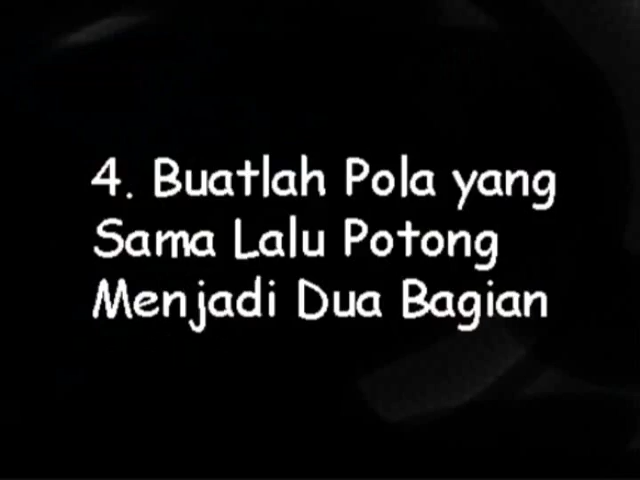 4. Buatlah Pola yang
Sama Lalu Potong
Menjadi Dua Bagian